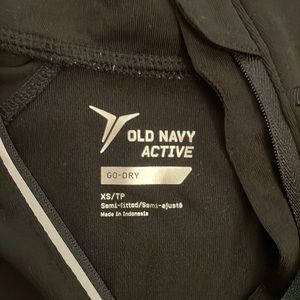 OLD NAVY
ACTIVE
GO-DRY
XS/TP
Semi-fitted/Semi-ajusté
Made in Indonesia